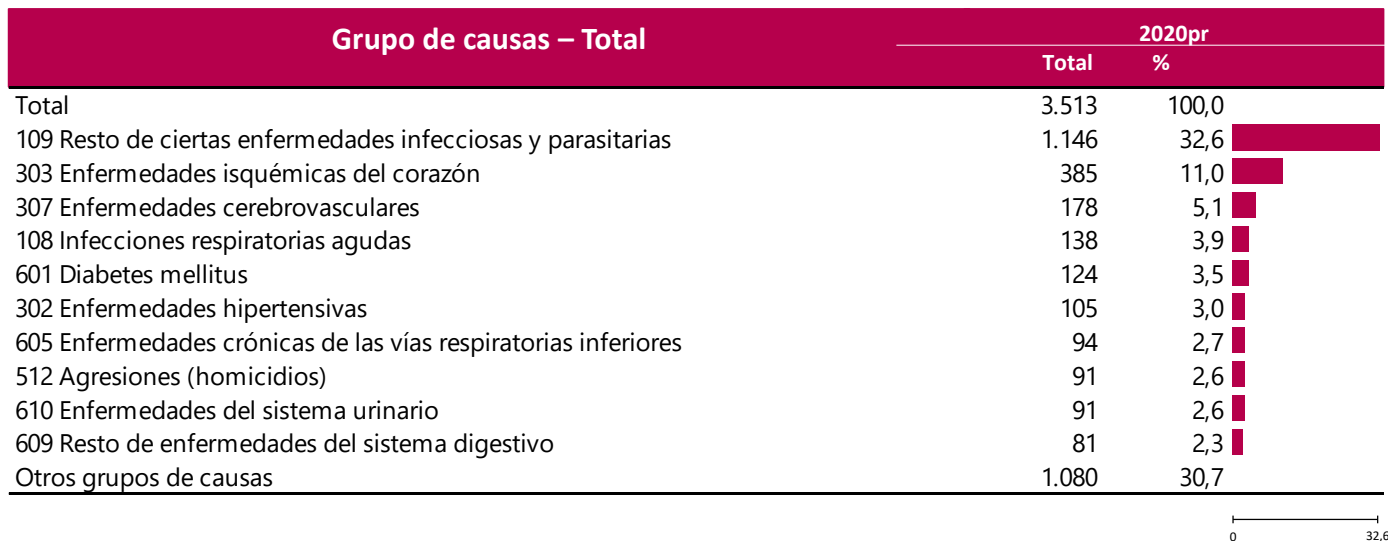 Grupo de causas – Total
2020pr
Total %
Total 3.513 100,0
109 Resto de ciertas enfermedades infecciosas y parasitarias 1.146 32,6
303 Enfermedades isquémicas del corazón 385 11,0
307 Enfermedades cerebrovasculares 178 5,1
108 Infecciones respiratorias agudas 138 3,9
601 Diabetes mellitus 124 3,5
302 Enfermedades hipertensivas 105 3,0
605 Enfermedades crónicas de las vías respiratorias inferiores 94 2,7
512 Agresiones (homicidios) 91 2,6
610 Enfermedades del sistema urinario 91 2,6
609 Resto de enfermedades del sistema digestivo 81 2,3
Otros grupos de causas 1.080 30,7
0 32,6